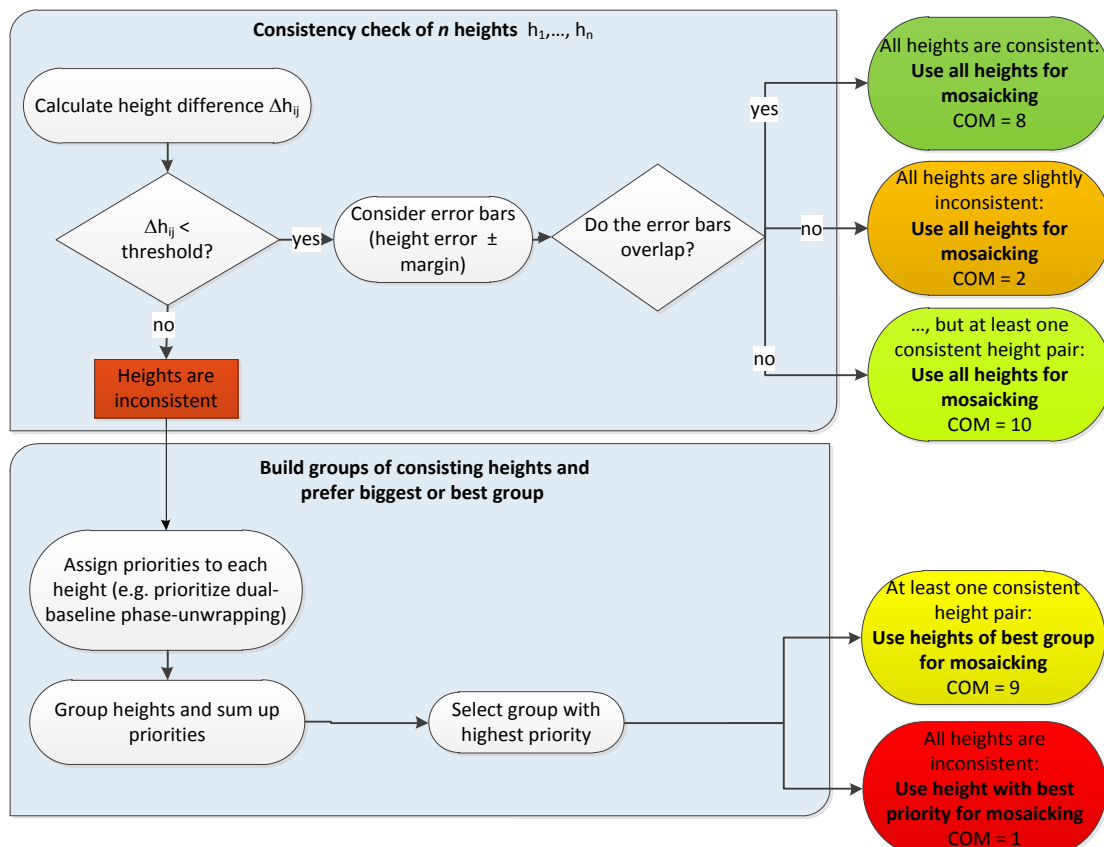 Consistency check of n heights h1,..., hn
Calculate height difference Δhij
Δhij <
threshold?
yes
Consider error bars
(height error ±
margin)
Do the error bars
overlap?
yes
no
no
All heights are consistent:
Use all heights for
mosaicking
COM = 8
All heights are slightly
inconsistent:
Use all heights for
mosaicking
COM = 2
..., but at least one
consistent height pair:
Use all heights for
mosaicking
COM = 10
no
Heights are
inconsistent
Build groups of consisting heights and
prefer biggest or best group
Assign priorities to each
height (e.g. prioritize dual-
baseline phase-unwrapping)
Group heights and sum up
priorities
Select group with
highest priority
At least one consistent
height pair:
Use heights of best group
for mosaicking
COM = 9
All heights are
inconsistent:
Use height with best
priority for mosaicking
COM = 1